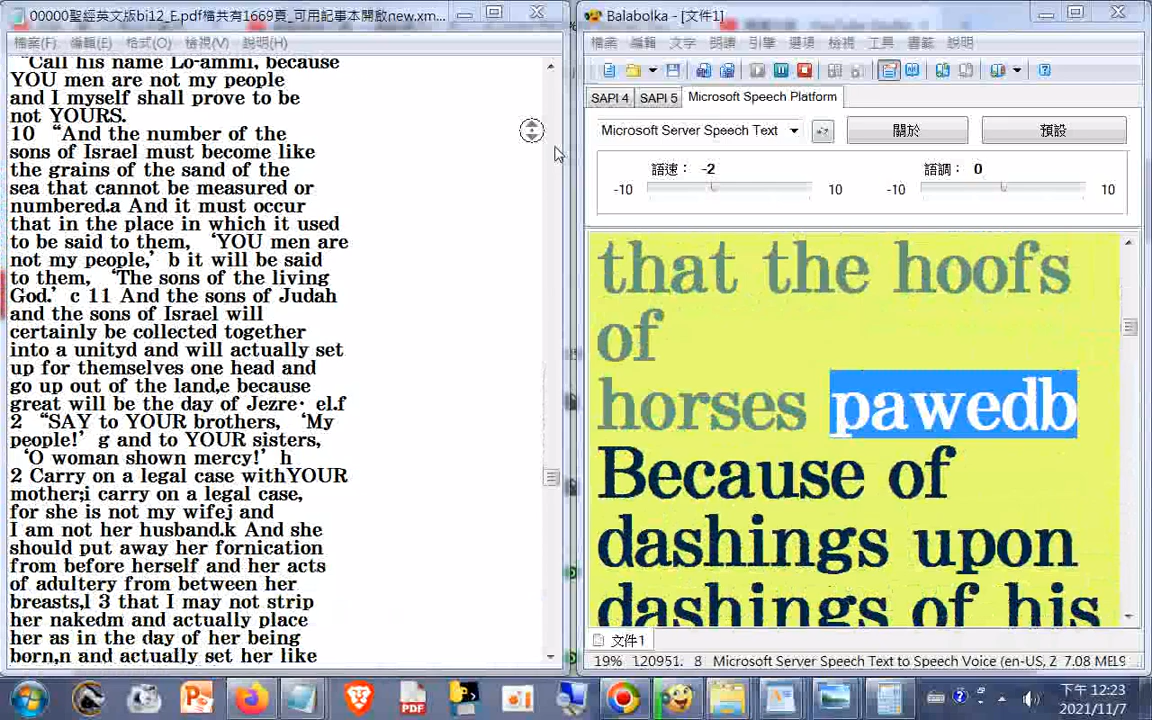 00000聖經英文版bi12_E.pdf檔共有1669頁_可用記事本開啟new.xm...
檔案(F) 編輯(E) 格式(O) 檢視(V) 說明(H)
“Call his name Lo-ammi, because
YOU men are not my people
and I myself shall prove to be
not YOURS.
10 “And the number of the
sons of Israel must become like
the grains of the sand of the
sea that cannot be measured or
numbered.a And it must occur
that in the place in which it used
to be said to them, ‘YOU men are
not my people,’ b it will be said
to them, ‘The sons of the living
God.’ c 11 And the sons of Judah
and the sons of Israel will
certainly be collected together
into a unityd and will actually set
up for themselves one head and
go up out of the land,e because
great will be the day of Jezre· el.f
2 “SAY to YOUR brothers, ‘My
people!’ g and to YOUR sisters,
‘O woman shown mercy!’ h
2 Carry on a legal case withYOUR
mother;i carry on a legal case,
for she is not my wifej and
I am not her husband.k And she
should put away her fornication
from before herself and her acts
of adultery from between her
breasts,l 3 that I may not strip
her nakedm and actually place
her as in the day of her being
born,n and actually set her like
Balabolka - [文件1]
檔案 編輯 文字 朗讀 引擎 選項 檢視 工具 書籤 說明
SAPI 4 SAPI 5 Microsoft Speech Platform
Microsoft Server Speech Text
關於
預設
語速： -2
-10 10
語調： 0
-10 10
that the hoofs
of
horses pawedb
Because of
dashings upon
dashings of his
文件1
19% 120951: 8 Microsoft Server Speech Text to Speech Voice (en-US, Z 7.08 ME19
下午 12:23
2021/11/7